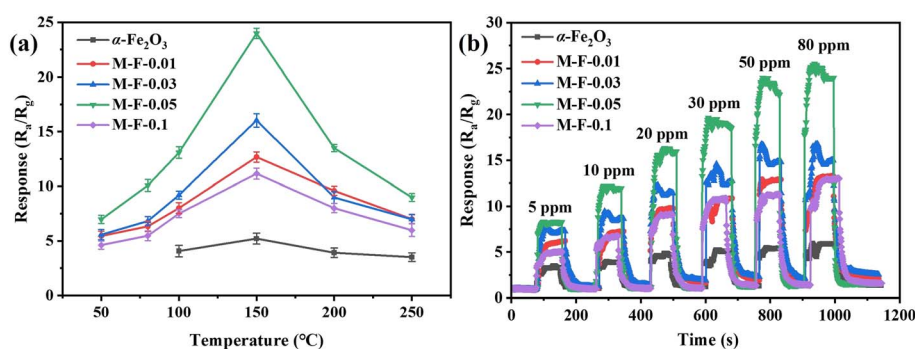 (a)
α-Fe₂O₃
M-F-0.01
M-F-0.03
M-F-0.05
M-F-0.1
Response (Rₐ/R_g)
25
20
15
10
5
0
50
100
150
200
250
Temperature (°C)
(b)
α-Fe₂O₃
M-F-0.01
M-F-0.03
M-F-0.05
M-F-0.1
5 ppm
10 ppm
20 ppm
30 ppm
50 ppm
80 ppm
Response (Rₐ/R_g)
30
25
20
15
10
5
0
0
200
400
600
800
1000
1200
Time (s)